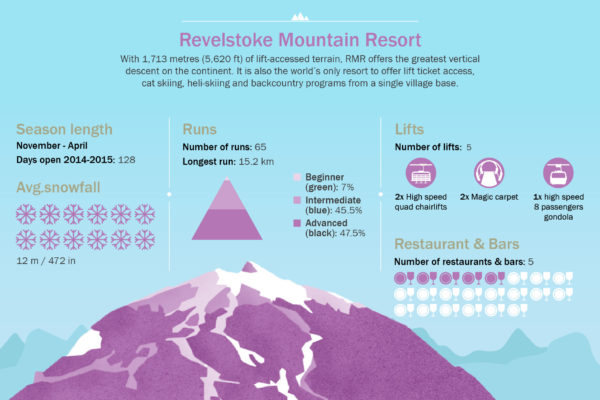 Revelstoke Mountain Resort
With 1,713 metres (5,620 ft) of lift-accessed terrain, RMR offers the greatest vertical
descent on the continent. It is also the world's only resort to offer lift ticket access,
cat skiing, heli-skiing and backcountry programs from a single village base.
Season length
November - April
Days open 2014-2015: 128
Avg.snowfall
12 m / 472 in
Runs
Number of runs: 65
Longest run: 15.2 km
Beginner
(green): 7%
Intermediate
(blue): 45.5%
Advanced
(black): 47.5%
Lifts
Number of lifts: 5
2x High speed
quad chairlifts
2x Magic carpet
1x high speed
8 passengers
gondola
Restaurant & Bars
Number of restaurants & bars: 5